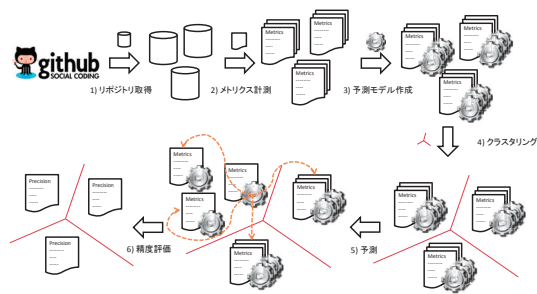 github
SOCIAL CODING
1) リポジトリ取得
2) メトリクス計測
3) 予測モデル作成
Metrics
Metrics
Metrics
Metrics
Metrics
Metrics
4) クラスタリング
Precision
Precision
Precision
Metrics
Metrics
Metrics
Metrics
Metrics
Metrics
Metrics
Metrics
6) 精度評価
5) 予測